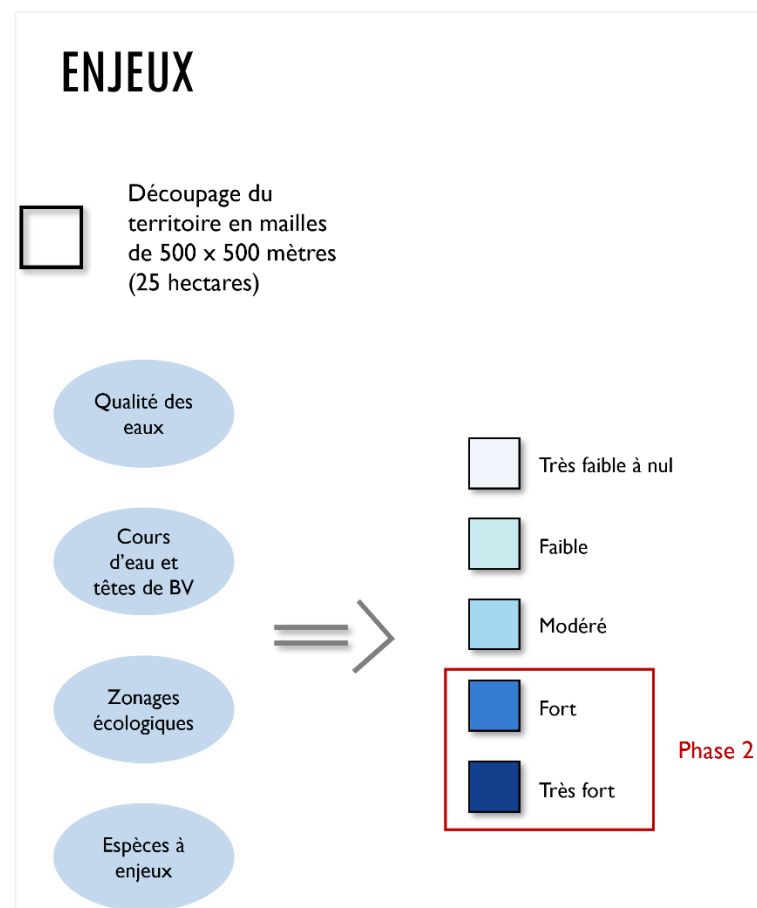 ENJEUX
Découpage du
territoire en mailles
de 500 x 500 mètres
(25 hectares)
Qualité des
eaux
Cours
d’eau et
têtes de BV
Zonages
écologiques
Espèces à
enjeux
Très faible à nul
Faible
Modéré
Fort
Très fort
Phase 2